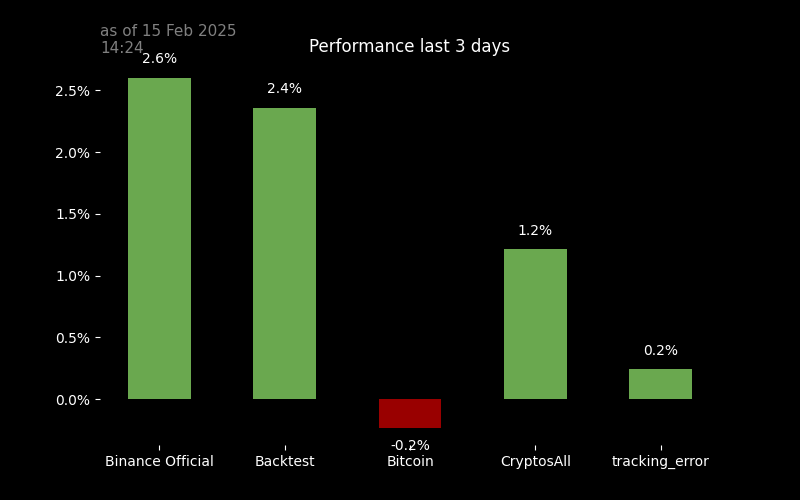 as of 15 Feb 2025
14:24
Performance last 3 days
2.6%
2.4%
-0.2%
1.2%
0.2%
2.5%
2.0%
1.5%
1.0%
0.5%
0.0%
Binance Official
Backtest
Bitcoin
CryptosAll
tracking_error